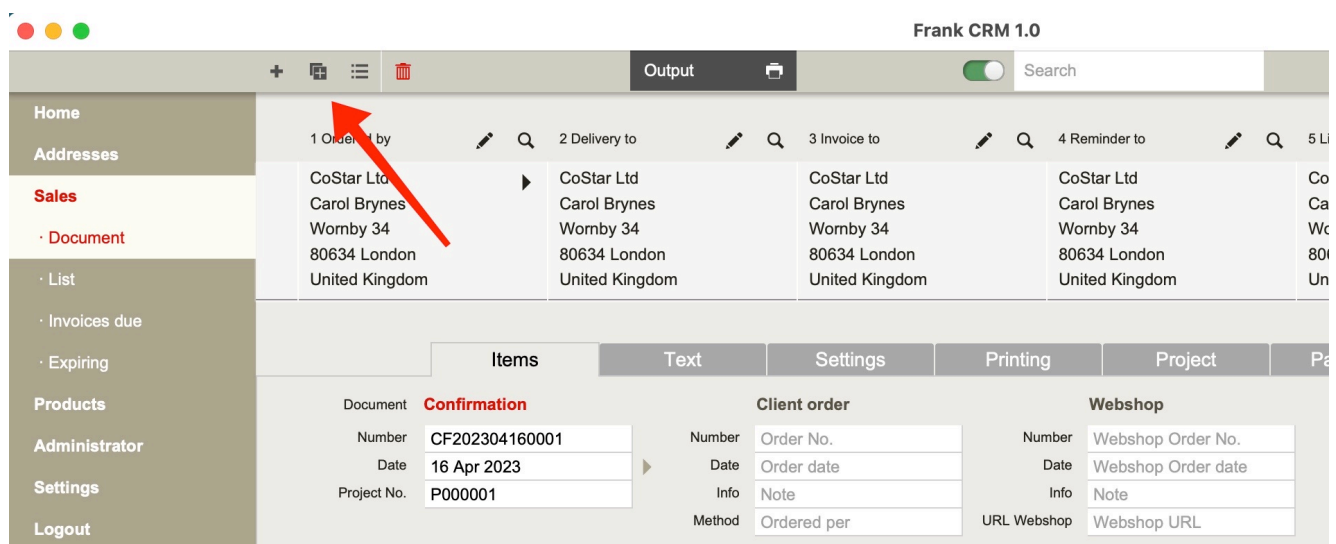 Frank CRM 1.0
Output
Search
Home
Addresses
Sales
· Document
· List
· Invoices due
· Expiring
Products
Administrator
Settings
Logout
1 Ordered by
2 Delivery to
3 Invoice to
4 Reminder to
5 Li
CoStar Ltd
Carol Brynes
Wornby 34
80634 London
United Kingdom
CoStar Ltd
Carol Brynes
Wornby 34
80634 London
United Kingdom
CoStar Ltd
Carol Brynes
Wornby 34
80634 London
United Kingdom
CoStar Ltd
Carol Brynes
Wornby 34
80634 London
United Kingdom
Items
Text
Settings
Printing
Project
Document Confirmation
Number CF202304160001
Date 16 Apr 2023
Project No. P000001
Client order
Number Order No.
Date Order date
Info Note
Method Ordered per
Webshop
Number Webshop Order No.
Date Webshop Order date
Info Note
URL Webshop Webshop URL